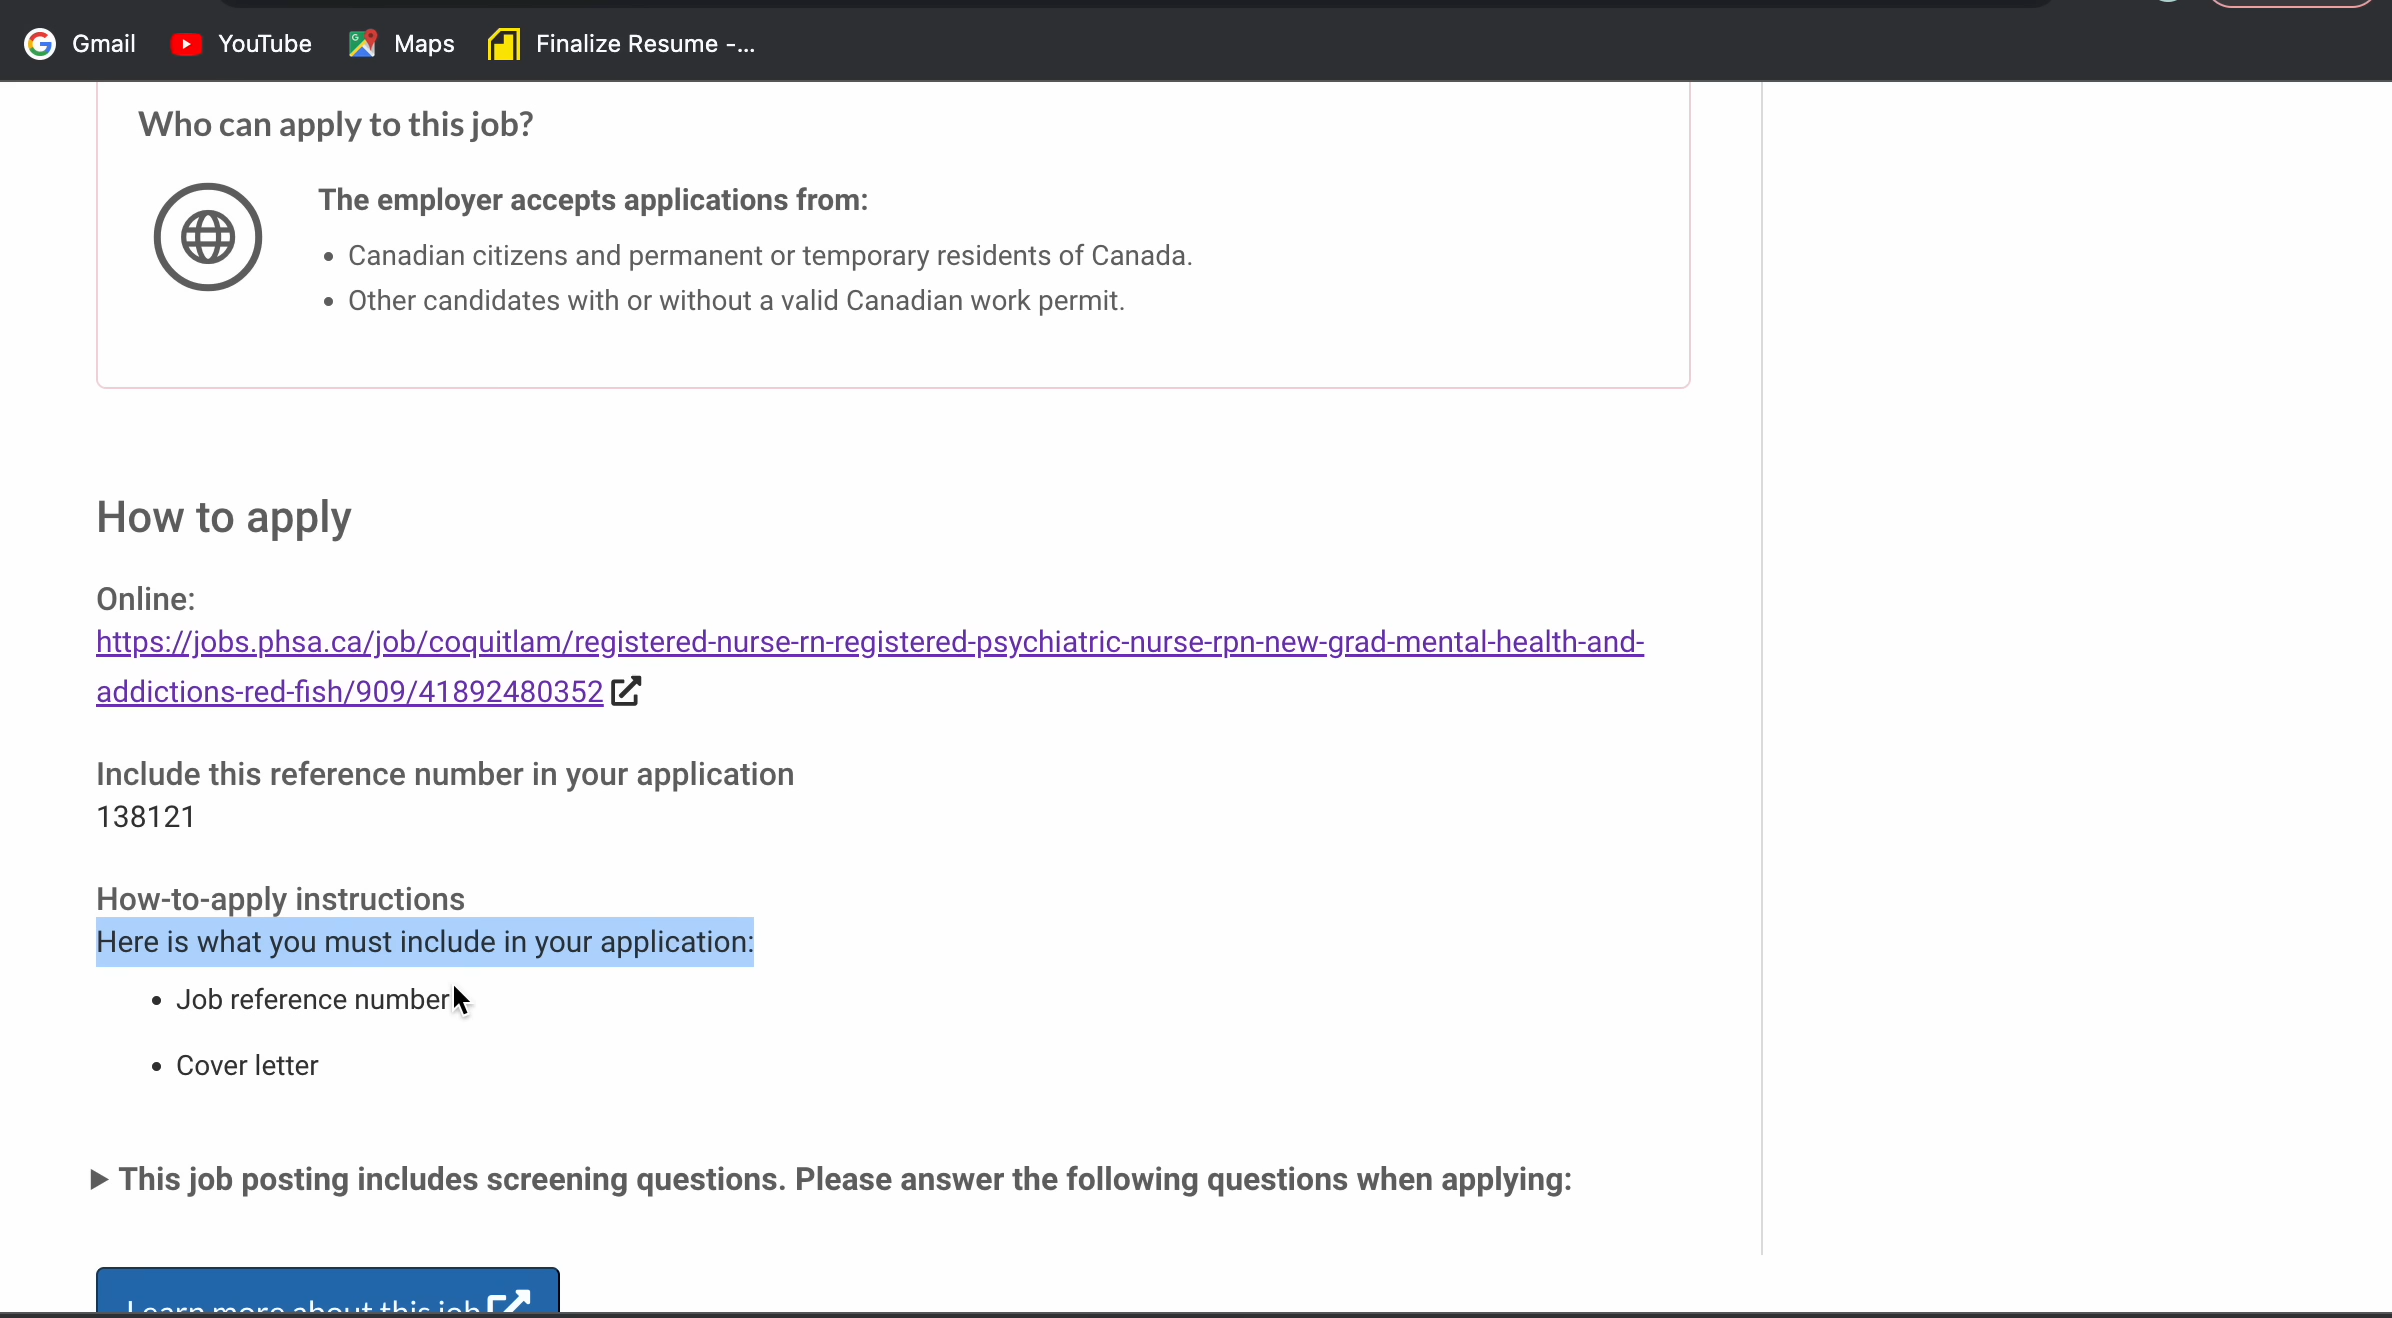 Gmail YouTube Maps Finalize Resume -...
Who can apply to this job?
The employer accepts applications from:
• Canadian citizens and permanent or temporary residents of Canada.
• Other candidates with or without a valid Canadian work permit.
How to apply
Online:
https://jobs.phsa.ca/job/coquitlam/registered-nurse-rn-registered-psychiatric-nurse-rpn-new-grad-mental-health-and-
addictions-red-fish/909/41892480352
Include this reference number in your application
138121
How-to-apply instructions
Here is what you must include in your application:
• Job reference number
• Cover letter
This job posting includes screening questions. Please answer the following questions when applying:
Learn more about this job